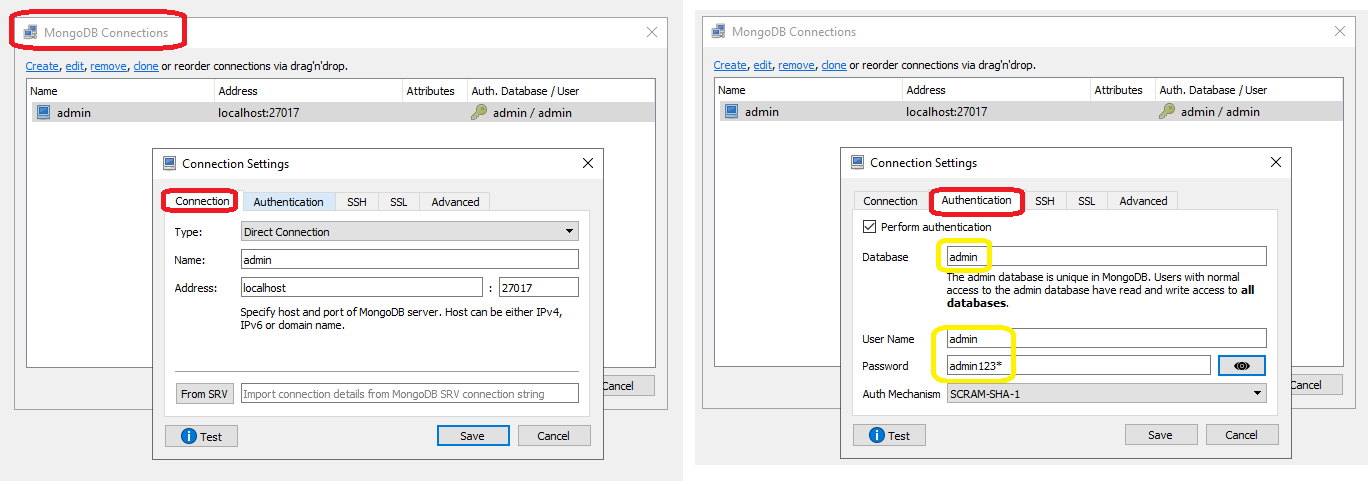 MongoDB Connections
Create, edit, remove, clone or reorder connections via drag'n'drop.
Name Address Attributes Auth. Database / User
admin localhost:27017 admin / admin
Connection Settings
Connection Authentication SSH SSL Advanced
Type: Direct Connection
Name: admin
Address: localhost : 27017
Specify host and port of MongoDB server. Host can be either IPv4,
IPv6 or domain name.
From SRV Import connection details from MongoDB SRV connection string
Cancel
Test Save Cancel
MongoDB Connections
Create, edit, remove, clone or reorder connections via drag'n'drop.
Name Address Attributes Auth. Database / User
admin localhost:27017 admin / admin
Connection Settings
Connection Authentication SSH SSL Advanced
Perform authentication
Database admin
The admin database is unique in MongoDB. Users with normal
access to the admin database have read and write access to all
databases.
User Name admin
Password admin123*
Cancel
Auth Mechanism SCRAM-SHA-1
Test Save Cancel